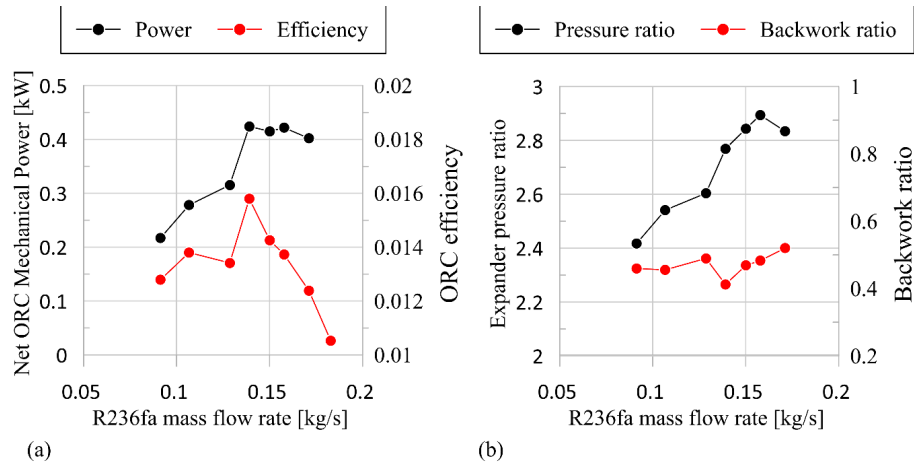 Power Efficiency
Pressure ratio Backwork ratio
Net ORC Mechanical Power [kW]
0.5
0.4
0.3
0.2
0.1
0
0.02
0.018
0.016
0.014
0.012
0.01
ORC efficiency
0.05 0.1 0.15 0.2
R236fa mass flow rate [kg/s]
(a)
Expander pressure ratio
3
2.8
2.6
2.4
2.2
2
1
0.8
0.6
0.4
0.2
Backwork ratio
0.05 0.1 0.15 0.2
R236fa mass flow rate [kg/s]
(b)